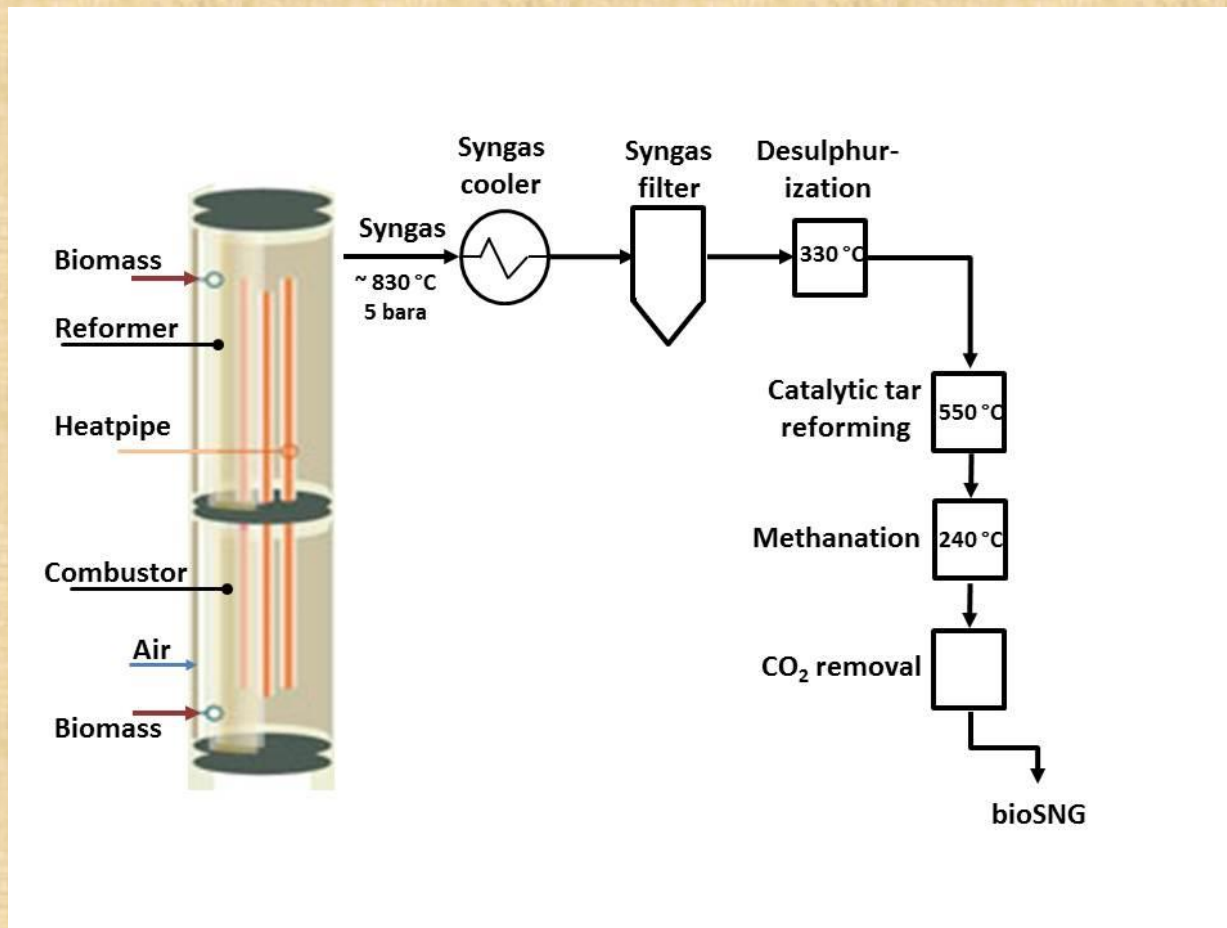 Biomass
Reformer
Heatpipe
Combustor
Air
Biomass
Syngas
~ 830 °C
5 bara
Syngas
cooler
Syngas
filter
Desulphur-
ization
330 °C
Catalytic tar
reforming
550 °C
Methanation
240 °C
CO₂ removal
bioSNG